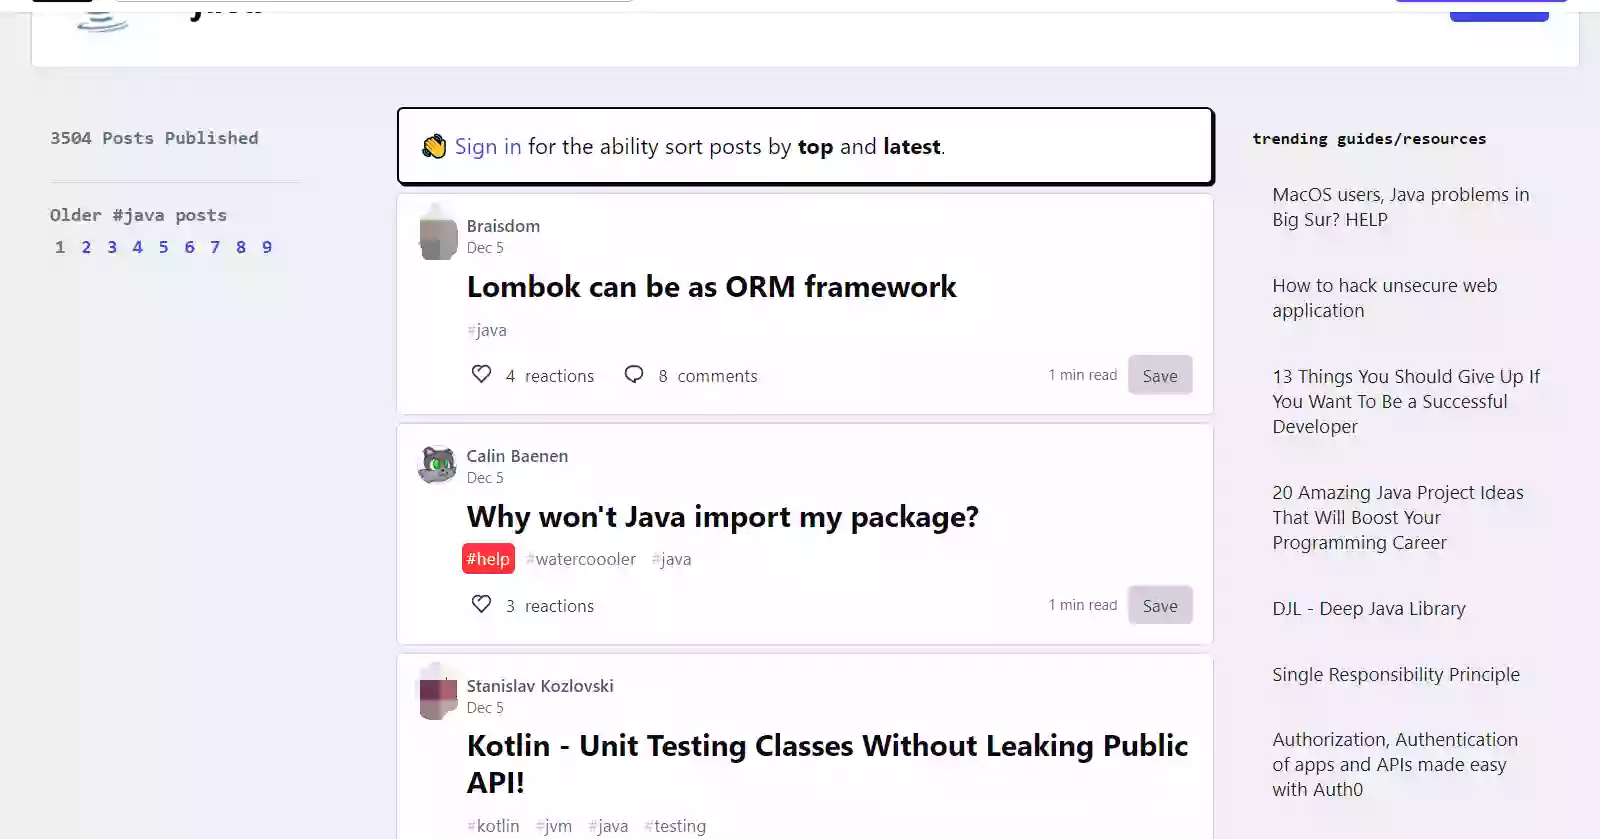 3504 Posts Published
Older #java posts
1 2 3 4 5 6 7 8 9
👏 Sign in for the ability sort posts by top and latest.
Braisdom
Dec 5
Lombok can be as ORM framework
#java
4 reactions 8 comments 1 min read Save
Calin Baenen
Dec 5
Why won't Java import my package?
#help #watercoooler #java
3 reactions 1 min read Save
Stanislav Kozlovski
Dec 5
Kotlin - Unit Testing Classes Without Leaking Public
API!
#kotlin #jvm #java #testing
trending guides/resources
MacOS users, Java problems in
Big Sur? HELP
How to hack unsecure web
application
13 Things You Should Give Up If
You Want To Be a Successful
Developer
20 Amazing Java Project Ideas
That Will Boost Your
Programming Career
DJL - Deep Java Library
Single Responsibility Principle
Authorization, Authentication
of apps and APIs made easy
with Auth0